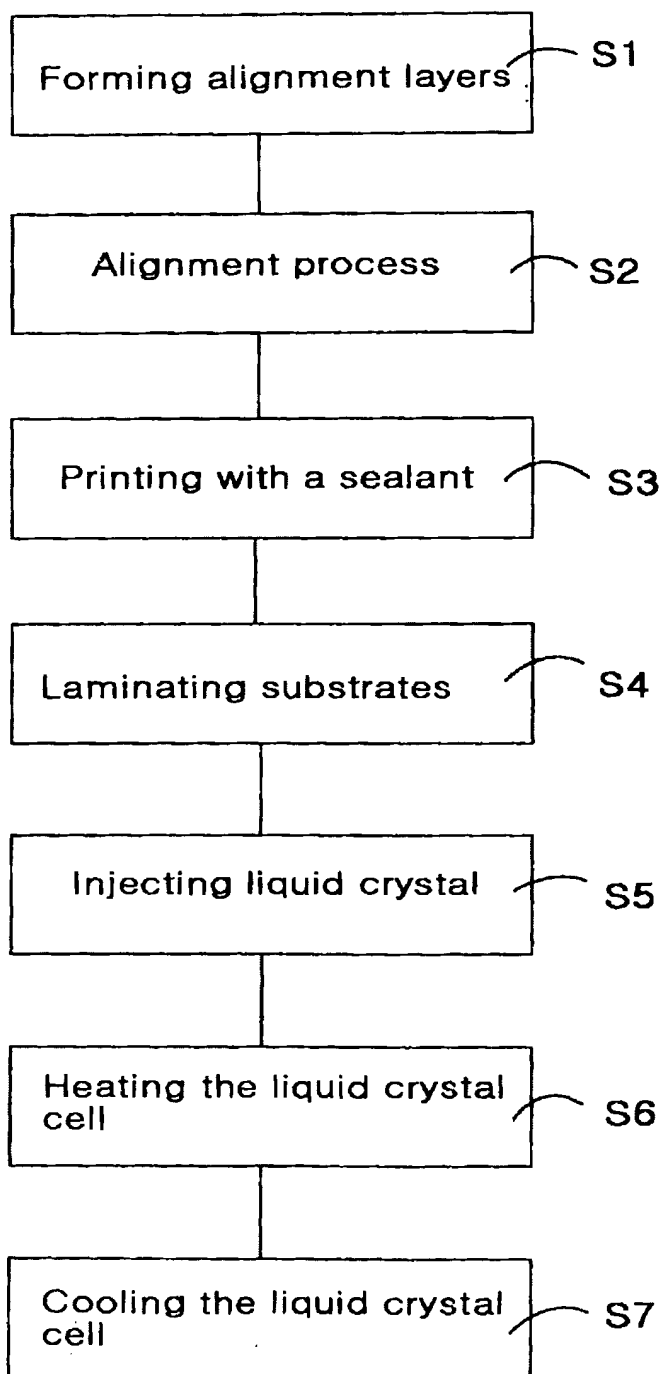 Forming alignment layers
S1
Alignment process
S2
Printing with a sealant
S3
Laminating substrates
S4
Injecting liquid crystal
S5
Heating the liquid crystal
cell
S6
Cooling the liquid crystal
cell
S7